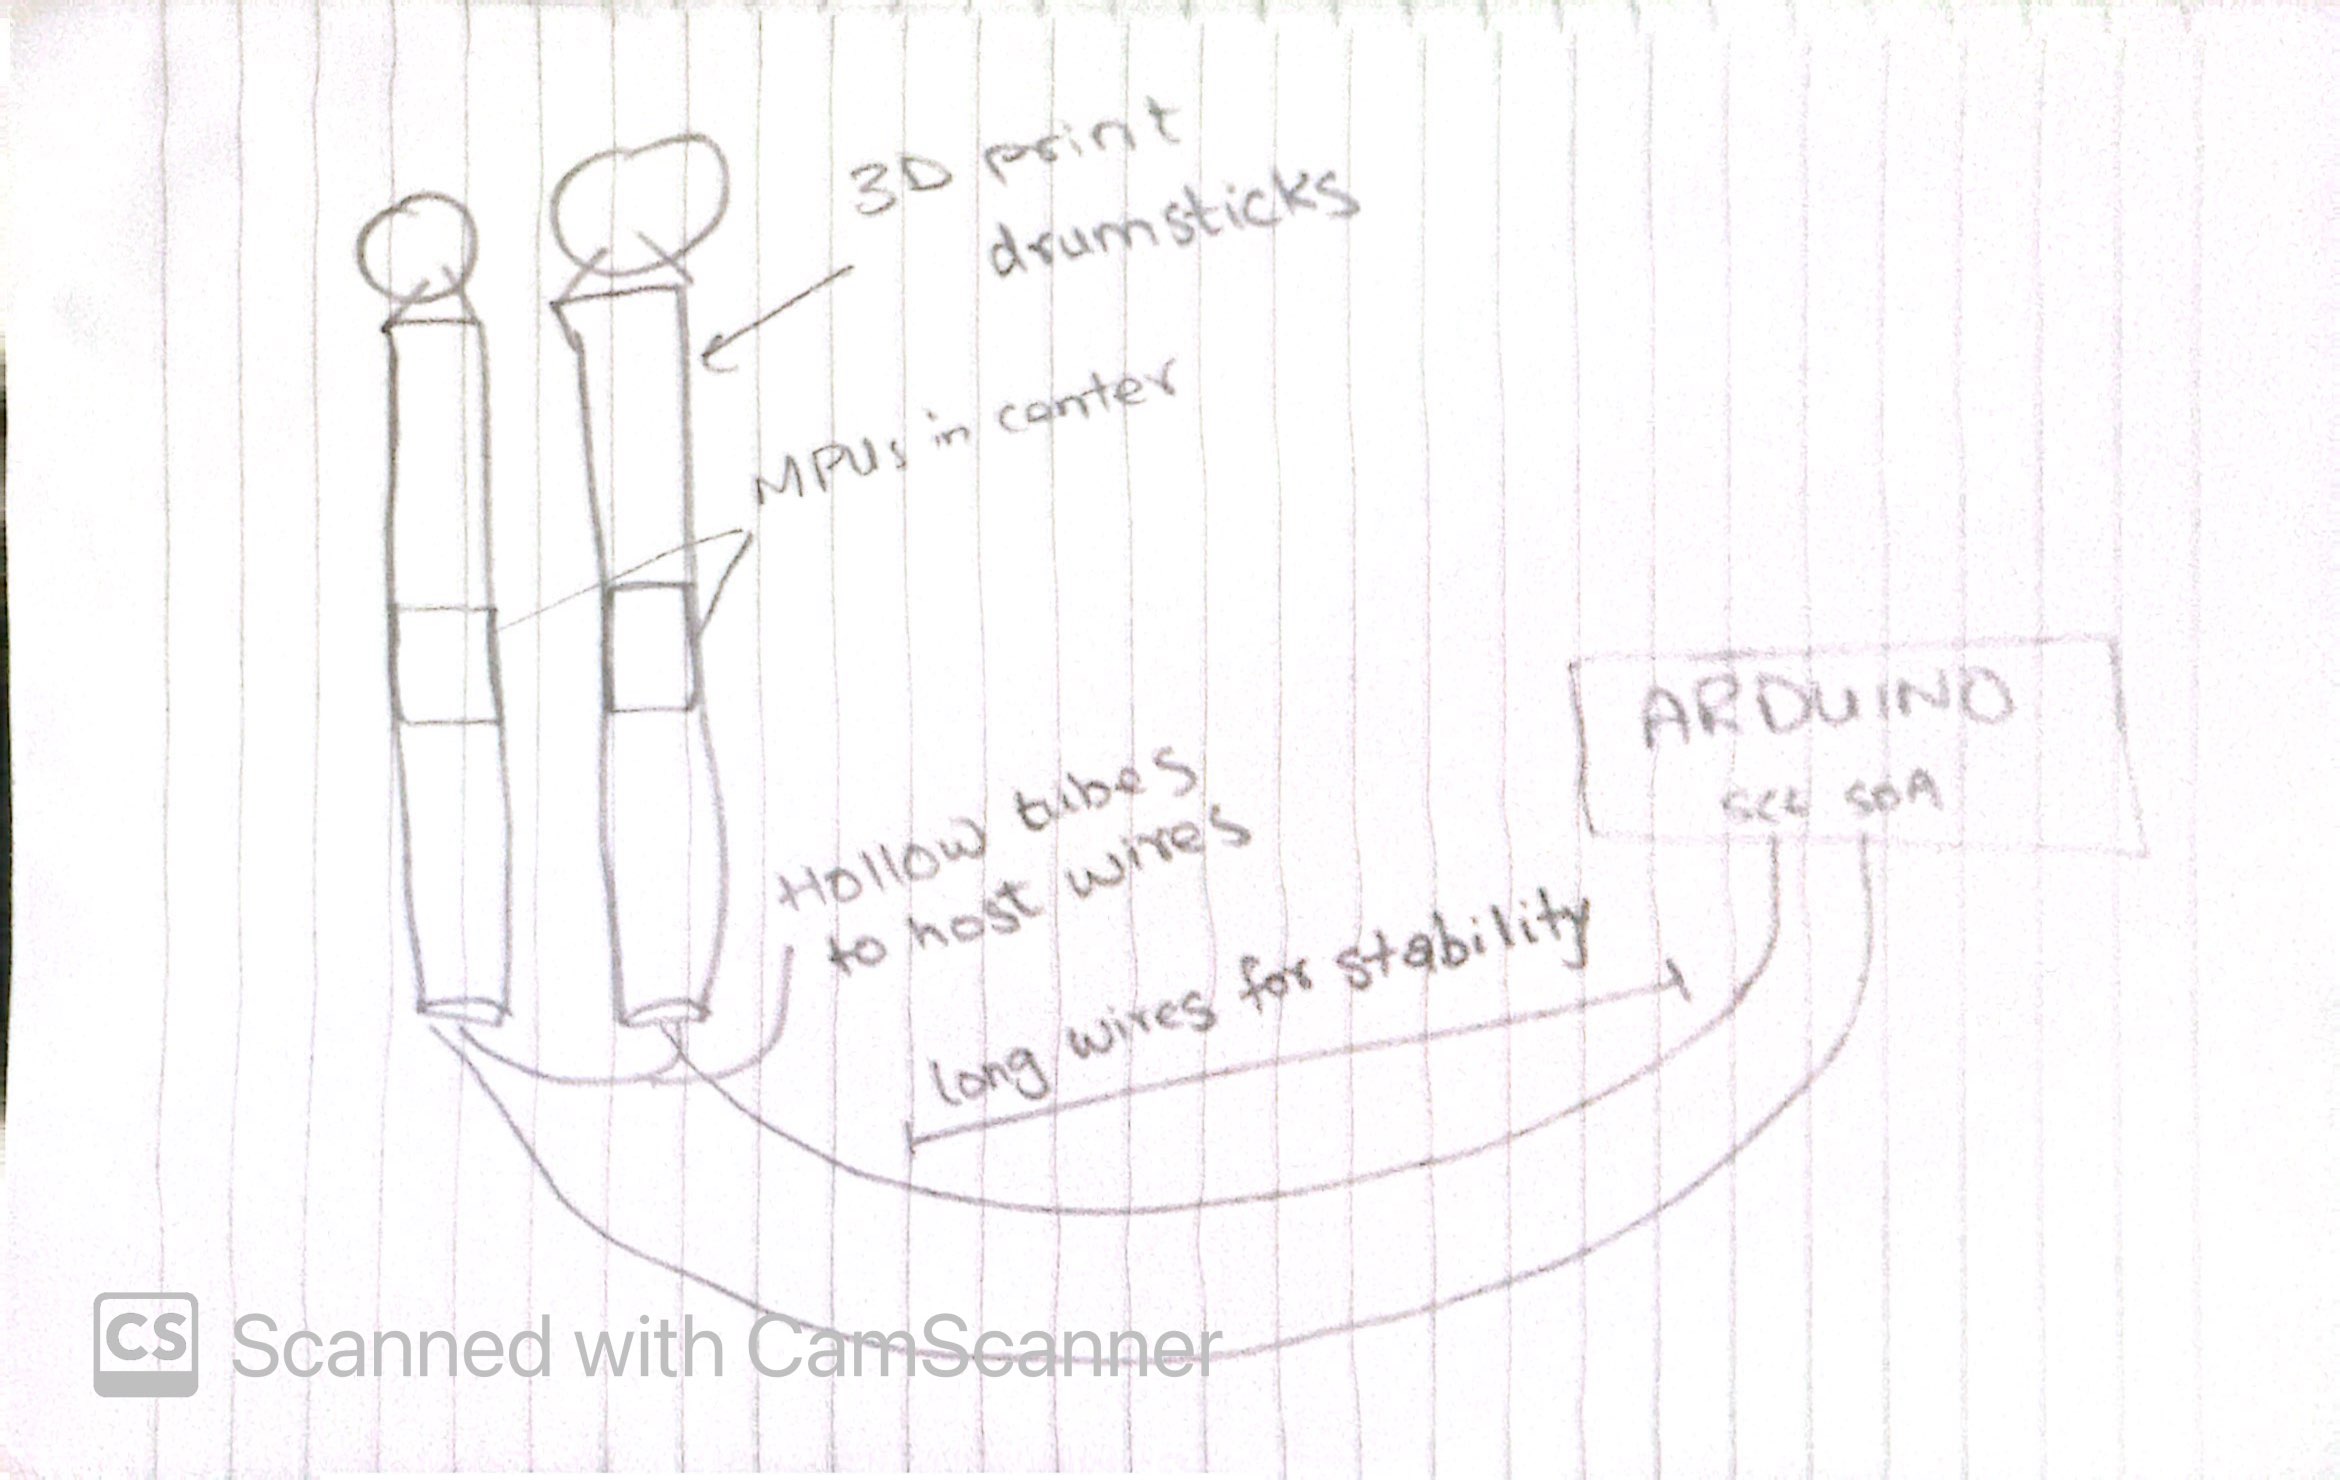 3D print
drumsticks
MPUs in center
ARDUINO
SCL SDA
Hollow tubes
to host wires
long wires for stability
CS Scanned with CamScanner